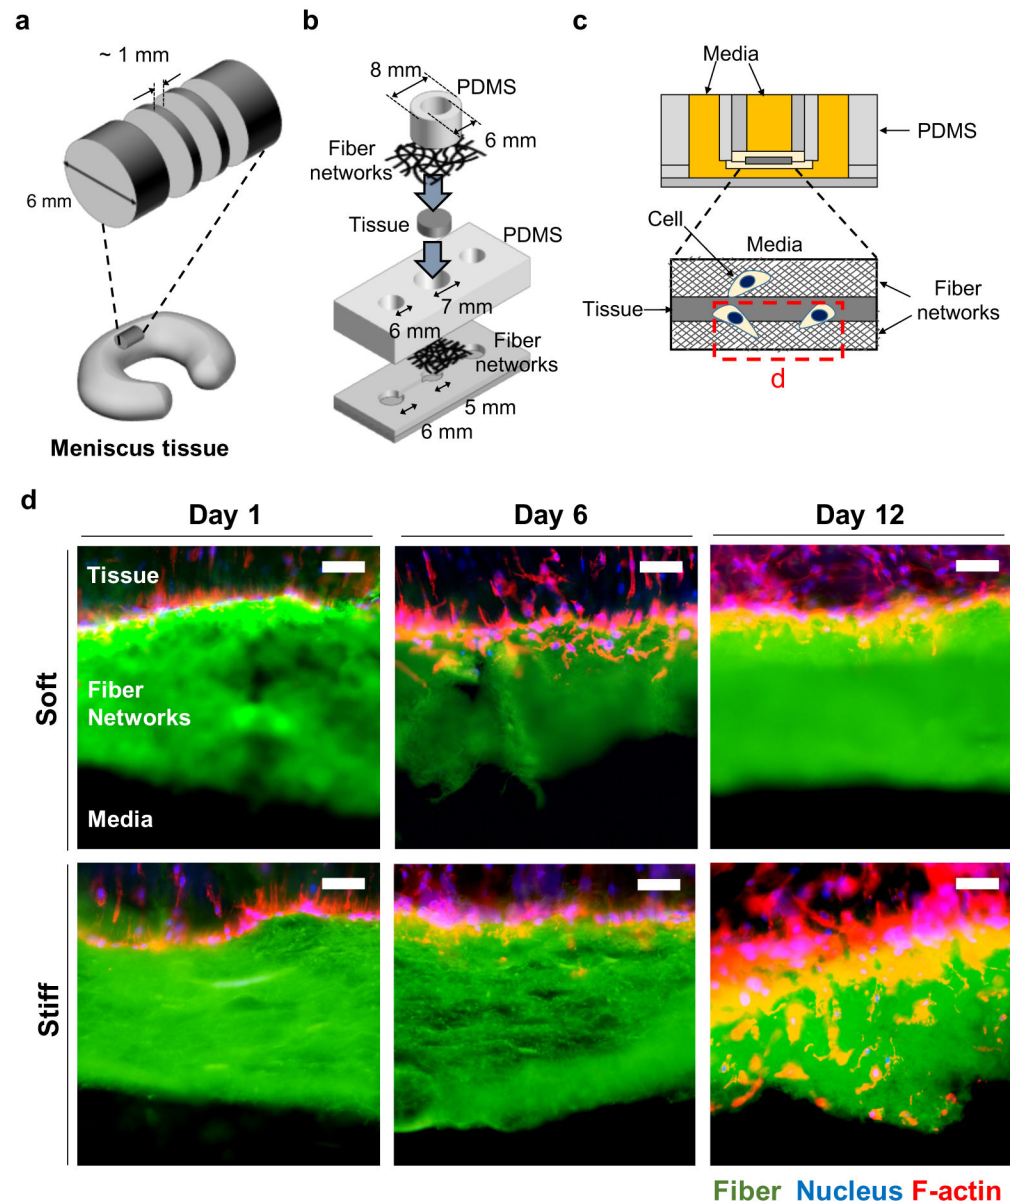 a
~ 1 mm
6 mm
Meniscus tissue
b
8 mm
PDMS
6 mm
Fiber
networks
Tissue
PDMS
7 mm
6 mm
Fiber
networks
5 mm
6 mm
c
Media
PDMS
Cell
Media
Tissue
Fiber
networks
d
d
Day 1
Day 6
Day 12
Soft
Tissue
Fiber
Networks
Media
Stiff
Fiber Nucleus F-actin